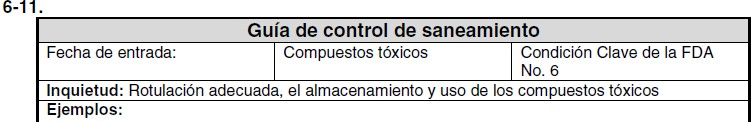 6-11.
Guía de control de saneamiento
Fecha de entrada: Compuestos tóxicos Condición Clave de la FDA
No. 6
Inquietud: Rotulación adecuada, el almacenamiento y uso de los compuestos tóxicos
Ejemplos: